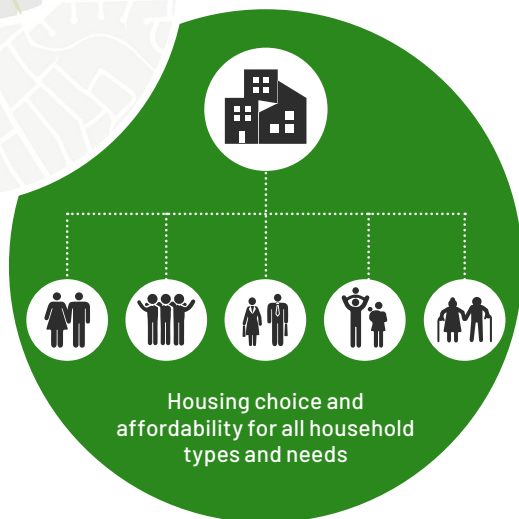 Housing choice and
affordability for all household
types and needs